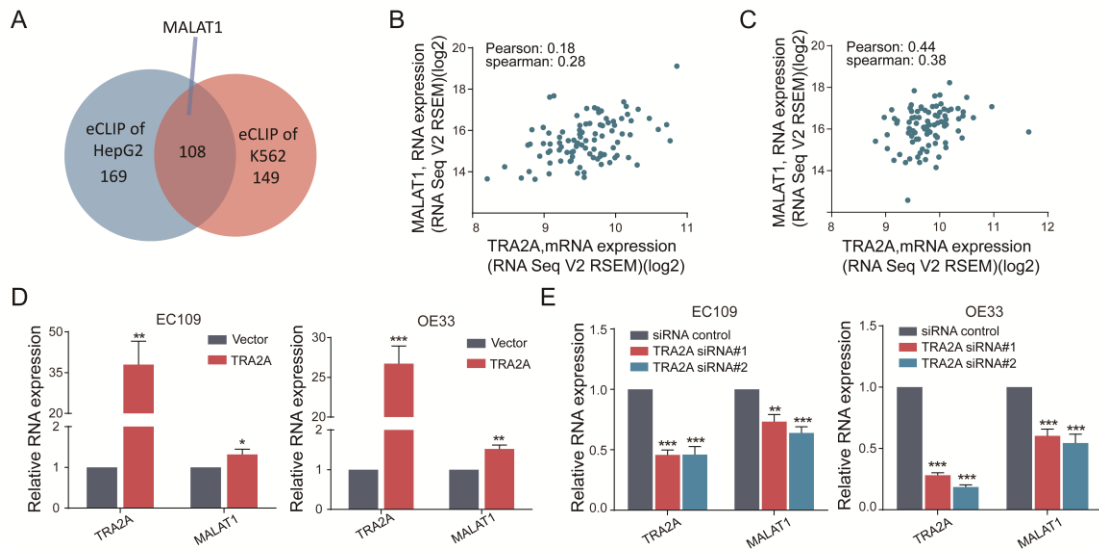 A
MALAT1
eCLIP of
HepG2
169
108
eCLIP of
K562
149
B
Pearson: 0.18
spearman: 0.28
MALAT1, RNA expression
(RNA Seq V2 RSEM)(log2)
20
18
16
14
8
9
10
11
TRA2A,mRNA expression
(RNA Seq V2 RSEM)(log2)
C
Pearson: 0.44
spearman: 0.38
MALAT1, RNA expression
(RNA Seq V2 RSEM)(log2)
20
18
16
14
8
9
10
11
12
TRA2A,mRNA expression
(RNA Seq V2 RSEM)(log2)
D
EC109
Relative RNA expression
50
45
35
25
2
1
0
**
*
Vector
TRA2A
TRA2A
MALAT1
OE33
Relative RNA expression
30
25
20
2
1
0
***
**
Vector
TRA2A
TRA2A
MALAT1
E
EC109
Relative RNA expression
1.5
1.0
0.5
0.0
siRNA control
TRA2A siRNA#1
TRA2A siRNA#2
*** ***
** ***
TRA2A
MALAT1
OE33
Relative RNA expression
1.5
1.0
0.5
0.0
siRNA control
TRA2A siRNA#1
TRA2A siRNA#2
*** ***
*** ***
TRA2A
MALAT1